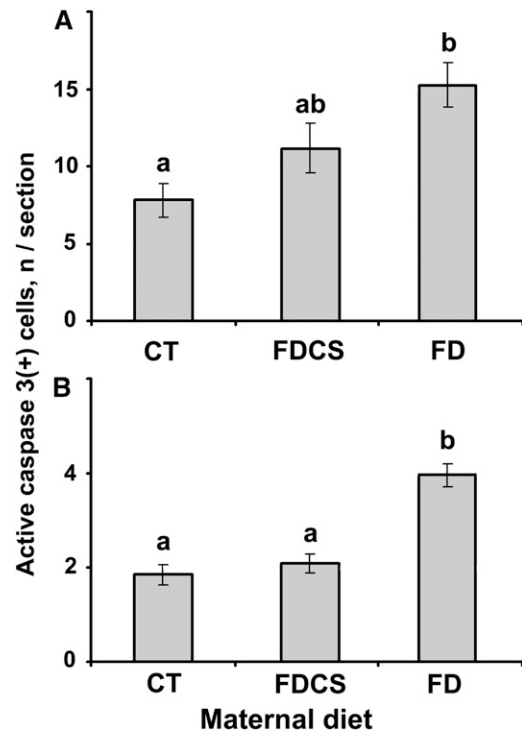 A
Active caspase 3(+) cells, n / section
20
15
10
5
0
a
ab
b
CT FDCS FD
B
4
2
0
a
a
b
CT FDCS FD
Maternal diet